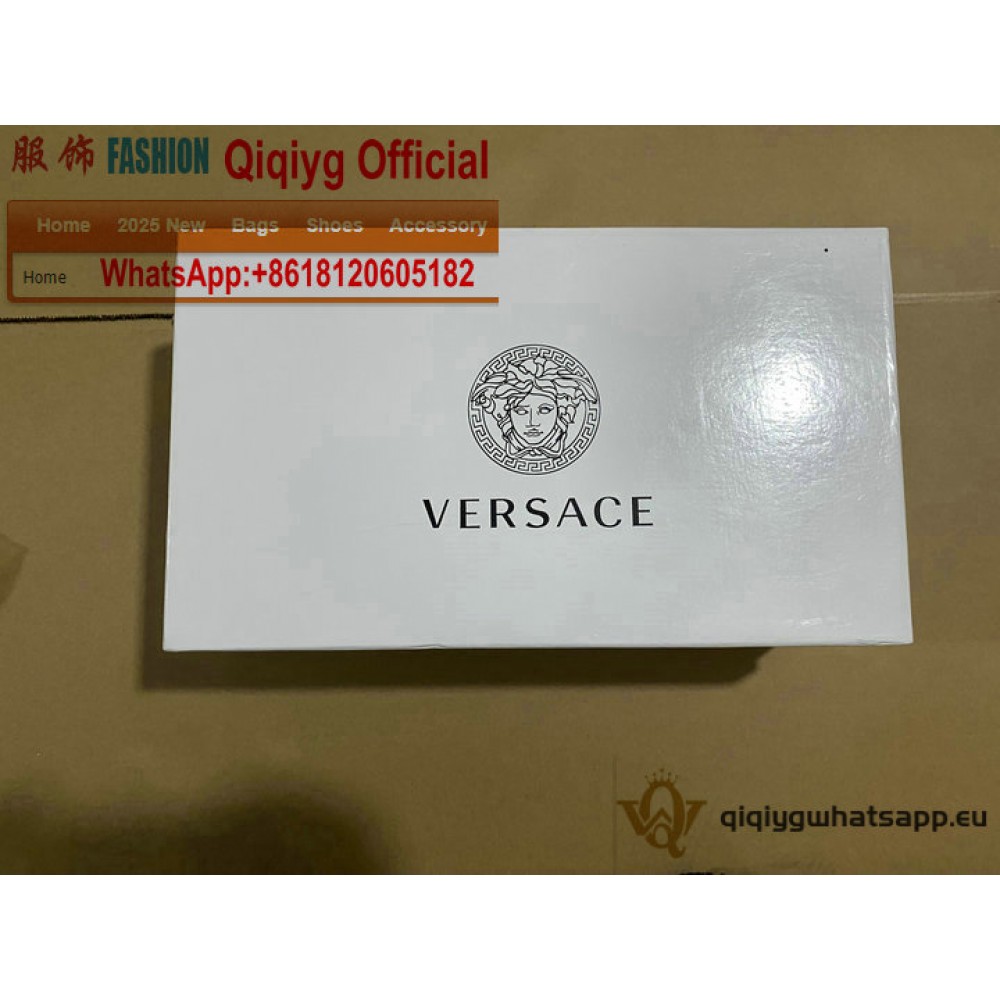 服饰 FASHION Qiqiyg Official
Home 2025 New Bags Shoes Accessory
Home WhatsApp:+8618120605182
VERSACE
qiqiygwhatsapp.eu